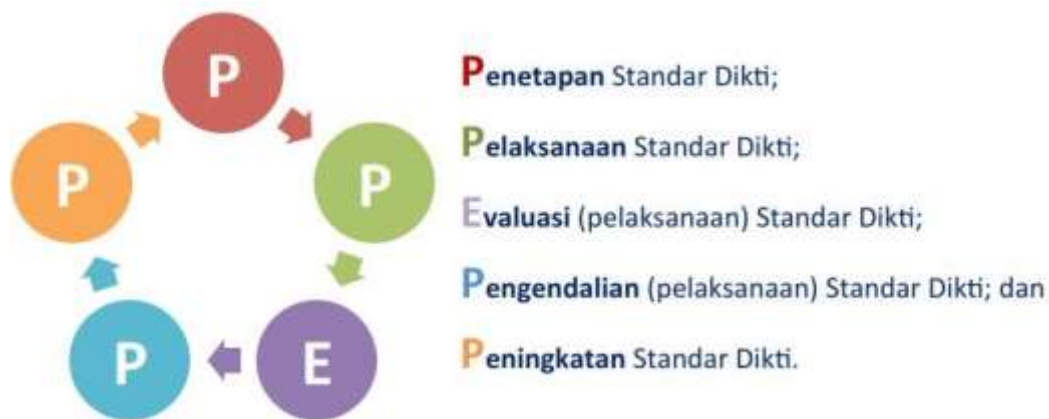 P
P
P
P
E
Penetapan Standar Dikti;
Pelaksanaan Standar Dikti;
Evaluasi (pelaksanaan) Standar Dikti;
Pengendalian (pelaksanaan) Standar Dikti; dan
Peningkatan Standar Dikti.